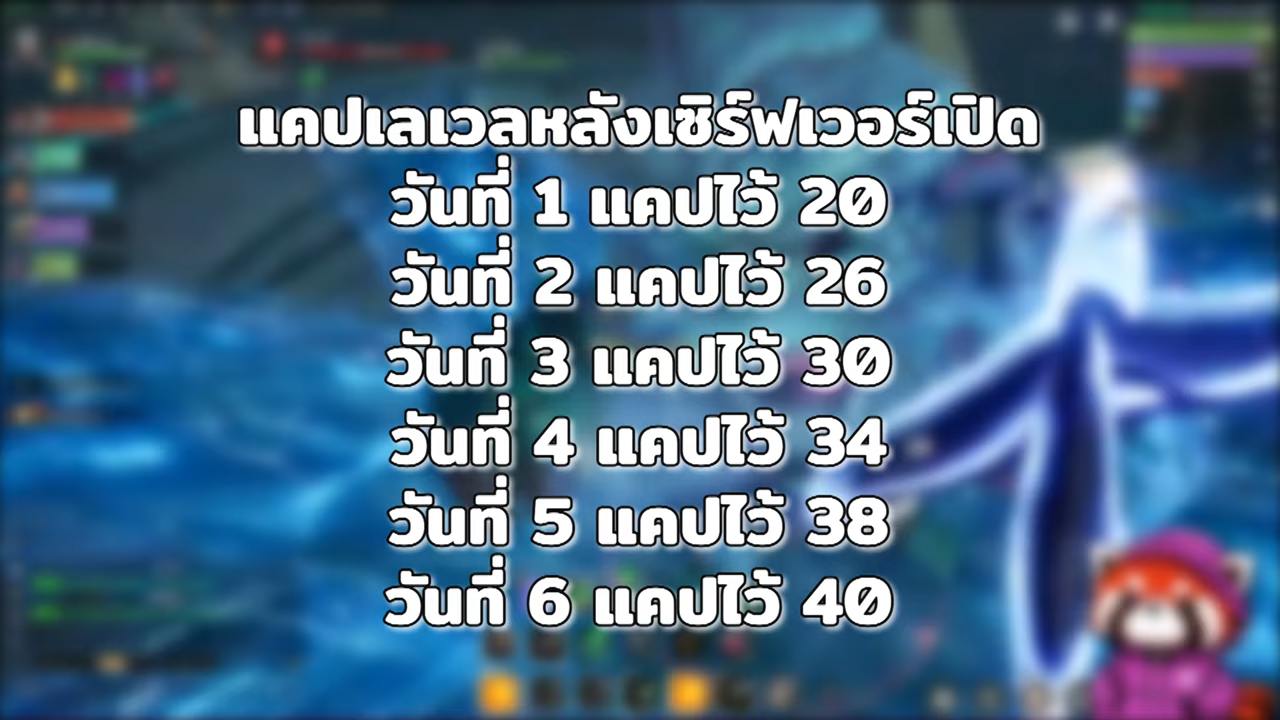 แคปเลเวลหลังเซิร์ฟเวอร์เปิด
วันที่ 1 แคปไว้ 20
วันที่ 2 แคปไว้ 26
วันที่ 3 แคปไว้ 30
วันที่ 4 แคปไว้ 34
วันที่ 5 แคปไว้ 38
วันที่ 6 แคปไว้ 40